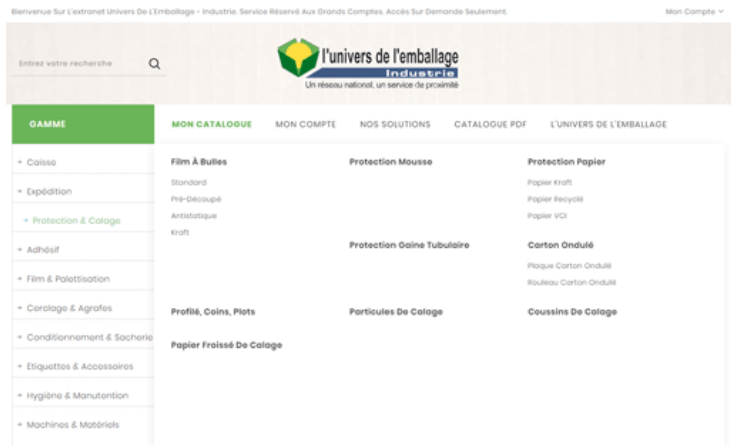 Bienvenue Sur L'extranet Univers De L'Emballage - Industrie. Service Réservé Aux Grands Comptes. Accès Sur Demande Seulement.
Mon Compte
Entrez votre recherche
l'univers de l'emballage
Industrie
Un réseau national, un service de proximité
GAMME
MON CATALOGUE
MON COMPTE
NOS SOLUTIONS
CATALOGUE PDF
L'UNIVERS DE L'EMBALLAGE
Caisse
Expédition
Protection & Calage
Adhésif
Film & Palettisation
Cerclage & Agrafes
Conditionnement & Sacherie
Etiquettes & Accessoires
Hygiène & Manutention
Machines & Matériels
Film À Bulles
Standard
Pré-Découpé
Antistatique
Kraft
Protection Mousse
Protection Papier
Papier Kraft
Papier Recyclé
Papier VCI
Protection Gaine Tubulaire
Carton Ondulé
Plaque Carton Ondulé
Rouleau Carton Ondulé
Profilé, Coins, Plots
Particules De Calage
Coussins De Calage
Papier Froissé De Calage